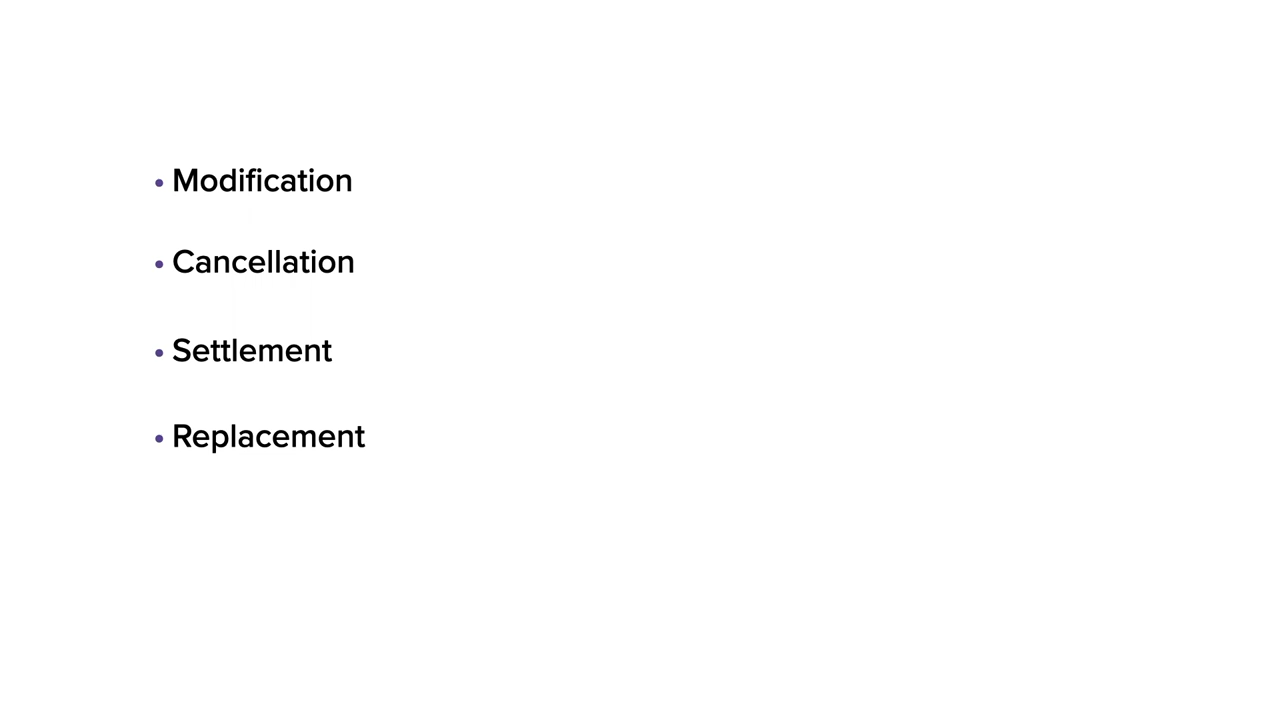 • Modification
• Cancellation
• Settlement
• Replacement